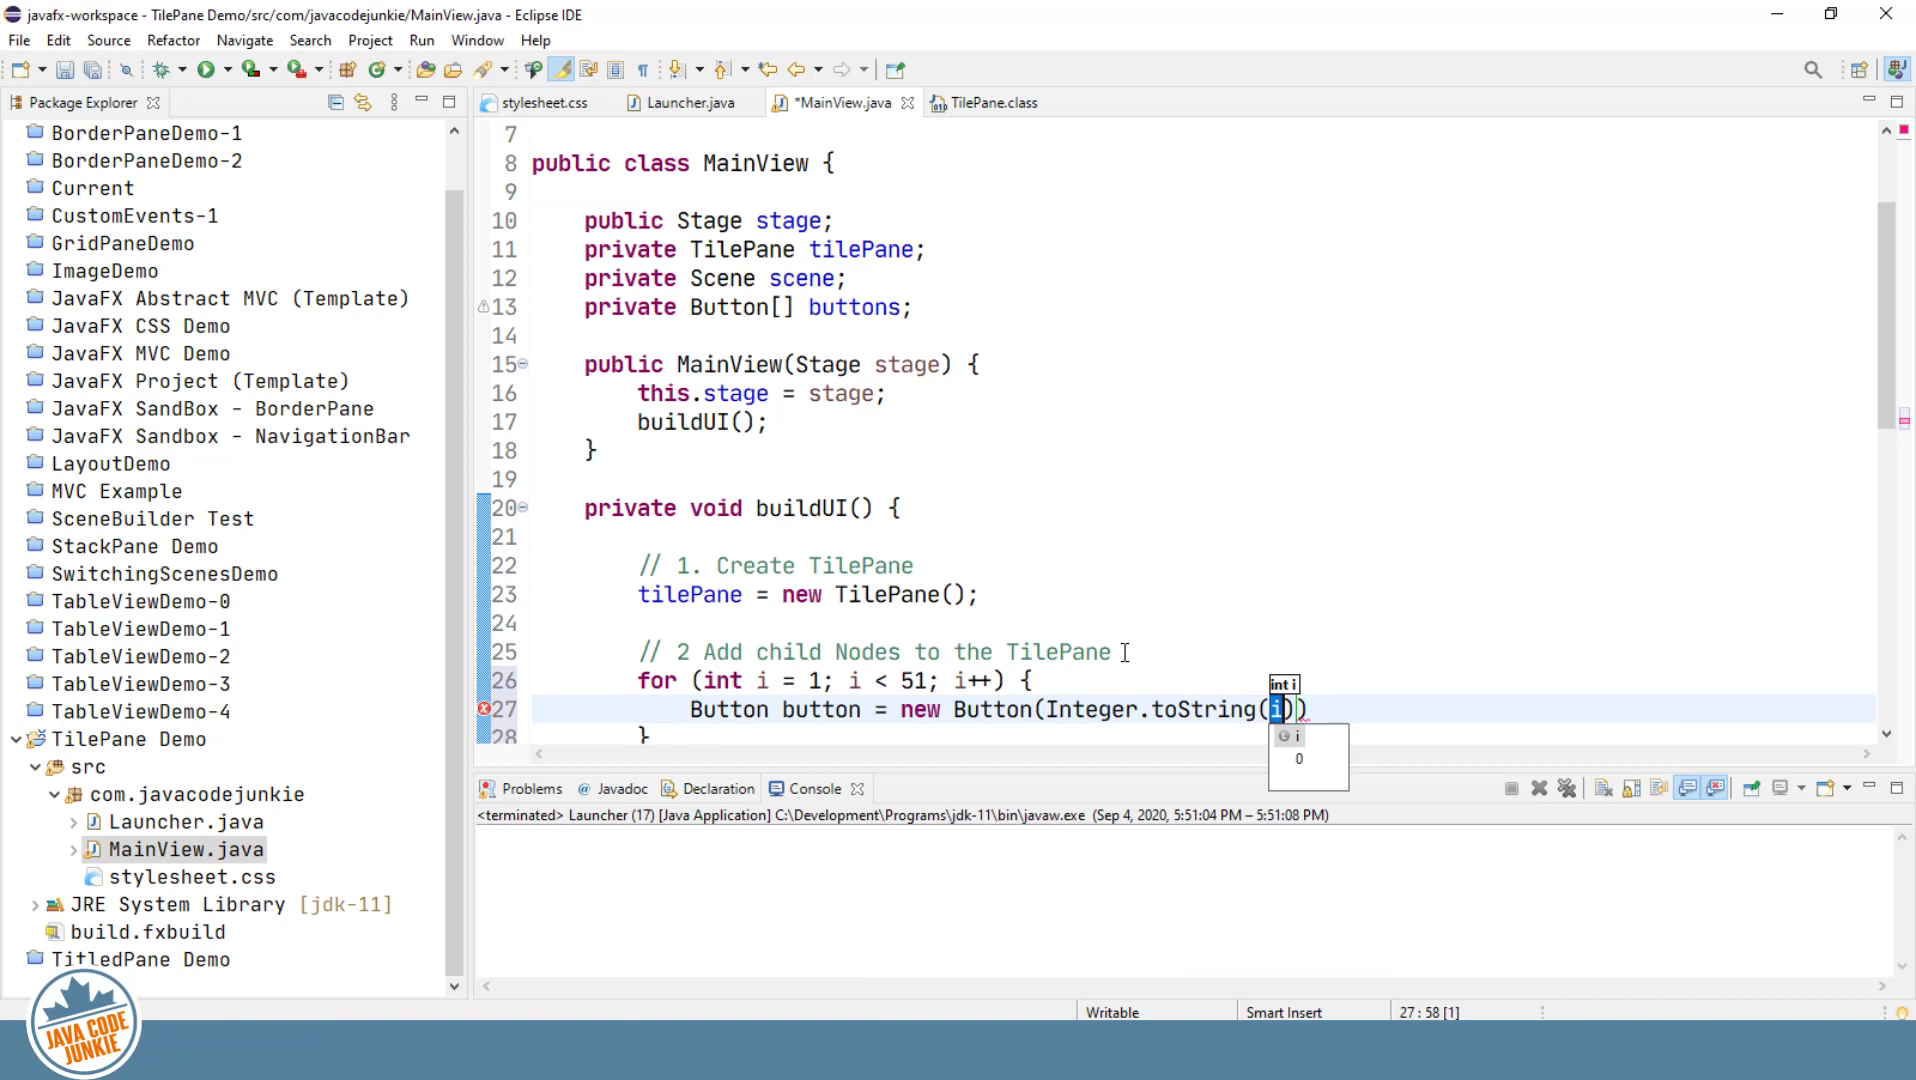 javafx-workspace - TilePane Demo/src/com/javacodejunkie/MainView.java - Eclipse IDE
File Edit Source Refactor Navigate Search Project Run Window Help
Package Explorer
stylesheet.css Launcher.java *MainView.java TilePane.class
BorderPaneDemo-1
BorderPaneDemo-2
Current
CustomEvents-1
GridPaneDemo
ImageDemo
JavaFX Abstract MVC (Template)
JavaFX CSS Demo
JavaFX MVC Demo
JavaFX Project (Template)
JavaFX SandBox - BorderPane
JavaFX Sandbox - NavigationBar
LayoutDemo
MVC Example
SceneBuilder Test
StackPane Demo
SwitchingScenesDemo
TableViewDemo-0
TableViewDemo-1
TableViewDemo-2
TableViewDemo-3
TableViewDemo-4
TilePane Demo
src
com.javacodejunkie
Launcher.java
MainView.java
stylesheet.css
JRE System Library [jdk-11]
build.fxbuild
TitledPane Demo
7
8 public class MainView {
9
10 public Stage stage;
11 private TilePane tilePane;
12 private Scene scene;
13 private Button[] buttons;
14
15 public MainView(Stage stage) {
16 this.stage = stage;
17 buildUI();
18 }
19
20 private void buildUI() {
21
22 // 1. Create TilePane
23 tilePane = new TilePane();
24
25 // 2 Add child Nodes to the TilePane
26 for (int i = 1; i < 51; i++) {
int i
27 Button button = new Button(Integer.toString(i))
28 }
i
0
Problems @ Javadoc Declaration Console
<terminated> Launcher (17) [Java Application] C:\Development\Programs\jdk-11\bin\javaw.exe (Sep 4, 2020, 5:51:04 PM – 5:51:08 PM)
Writable Smart Insert 27 : 58 [1]
JAVA CODE
JUNKIE